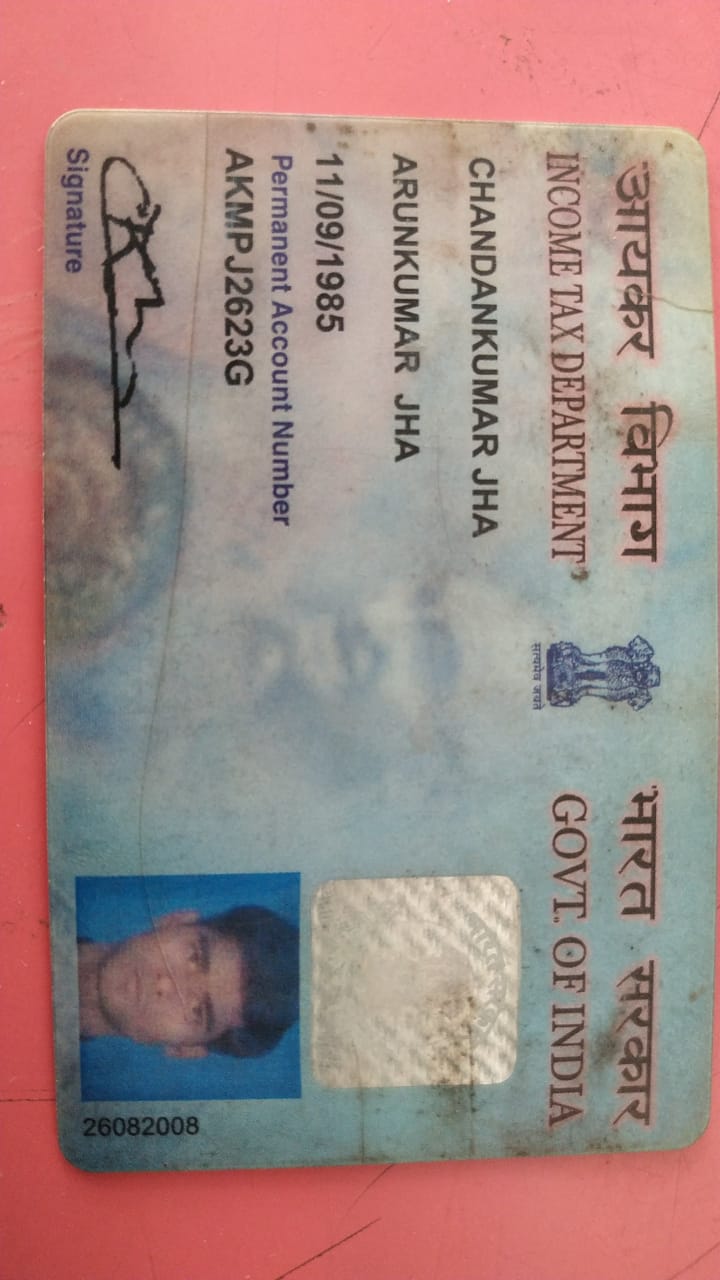 आयकर विभाग
INCOME TAX DEPARTMENT
सत्यमेव जयते
भारत सरकार
GOVT. OF INDIA
CHANDANKUMAR JHA
ARUNKUMAR JHA
11/09/1985
Permanent Account Number
AKMPJ2623G
Signature
26082008